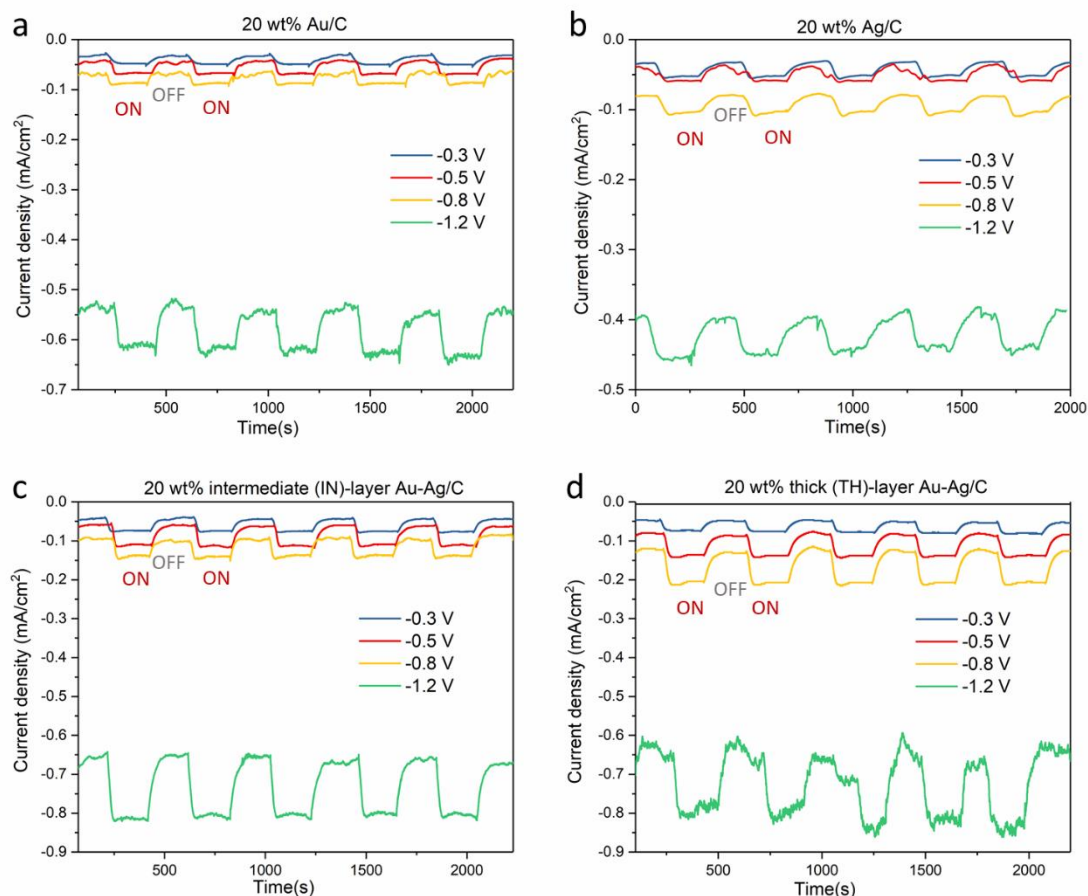 a
20 wt% Au/C
0.0
-0.1
-0.2
-0.3
-0.4
-0.5
-0.6
-0.7
Current density (mA/cm²)
ON
OFF
ON
-0.3 V
-0.5 V
-0.8 V
-1.2 V
500
1000
1500
2000
Time(s)
b
20 wt% Ag/C
0.0
-0.1
-0.2
-0.3
-0.4
-0.5
Current density (mA/cm²)
ON
OFF
ON
-0.3 V
-0.5 V
-0.8 V
-1.2 V
0
500
1000
1500
2000
Time(s)
c
20 wt% intermediate (IN)-layer Au-Ag/C
0.0
-0.1
-0.2
-0.3
-0.4
-0.5
-0.6
-0.7
-0.8
-0.9
Current density (mA/cm²)
ON
OFF
ON
-0.3 V
-0.5 V
-0.8 V
-1.2 V
500
1000
1500
2000
Time(s)
d
20 wt% thick (TH)-layer Au-Ag/C
0.0
-0.1
-0.2
-0.3
-0.4
-0.5
-0.6
-0.7
-0.8
-0.9
Current density (mA/cm²)
ON
OFF
ON
-0.3 V
-0.5 V
-0.8 V
-1.2 V
500
1000
1500
2000
Time(s)